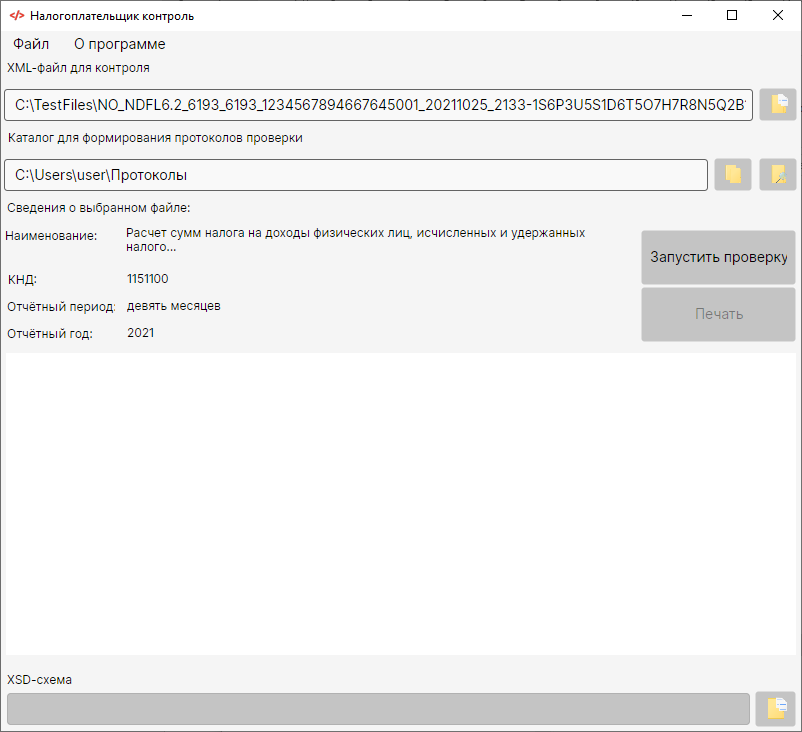 </> Налогоплательщик контроль
Файл О программе
XML-файл для контроля
C:\TestFiles\NO_NDFL6.2_6193_6193_1234567894667645001_20211025_2133-1S6P3U5S1D6T5O7H7R8N5Q2B
Каталог для формирования протоколов проверки
C:\Users\user\Протоколы
Сведения о выбранном файле:
Наименование: Расчет сумм налога на доходы физических лиц, исчисленных и удержанных
налого...
Запустить проверку
КНД: 1151100
Отчётный период: девять месяцев
Печать
Отчётный год: 2021
XSD-схема